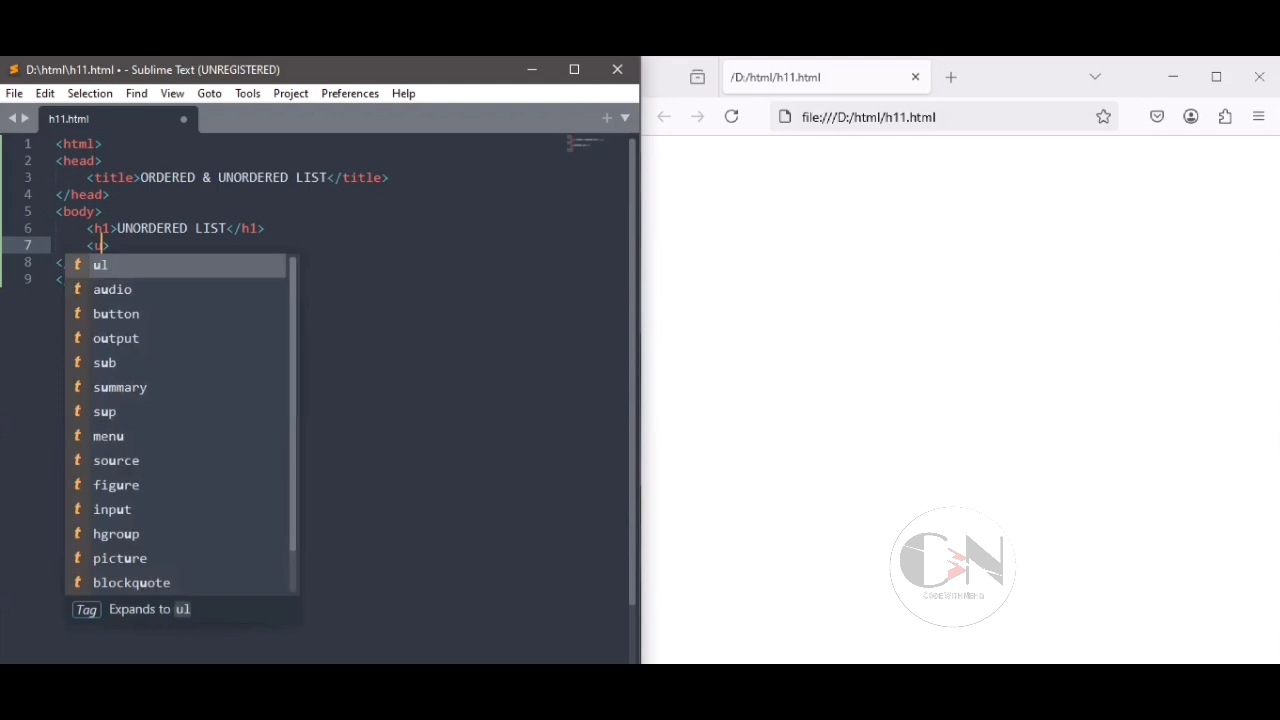 D:\html\h11.html • - Sublime Text (UNREGISTERED)
File Edit Selection Find View Goto Tools Project Preferences Help
h11.html
1 <html>
2 <head>
3 <title>ORDERED & UNORDERED LIST</title>
4 </head>
5 <body>
6 <h1>UNORDERED LIST</h1>
7 <u>
8 <
9 <
t ul
t audio
t button
t output
t sub
t summary
t sup
t menu
t source
t figure
t input
t hgroup
t picture
t blockquote
Tag Expands to ul
/D:/html/h11.html
file:///D:/html/h11.html
CODE WITH NEHA